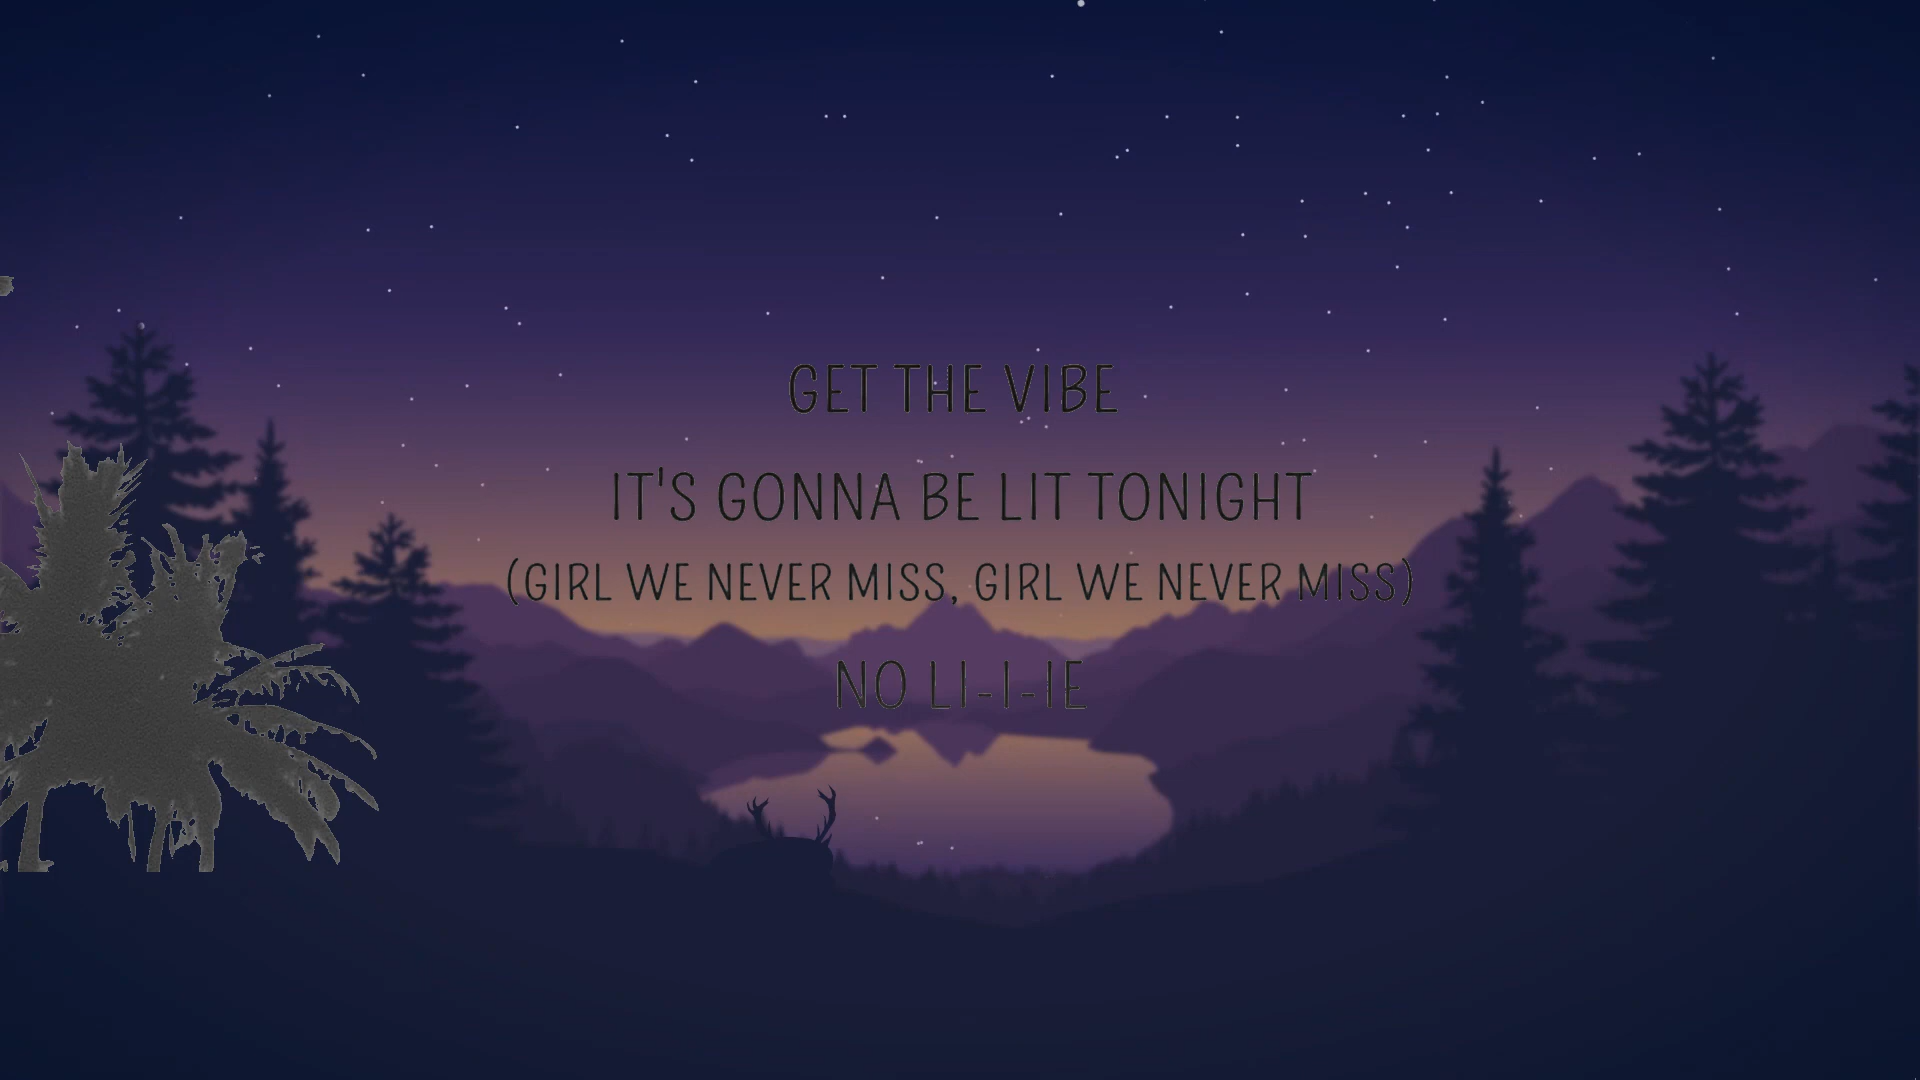 GET THE VIBE
IT'S GONNA BE LIT TONIGHT
(GIRL WE NEVER MISS, GIRL WE NEVER MISS)
NO LI-I-IE